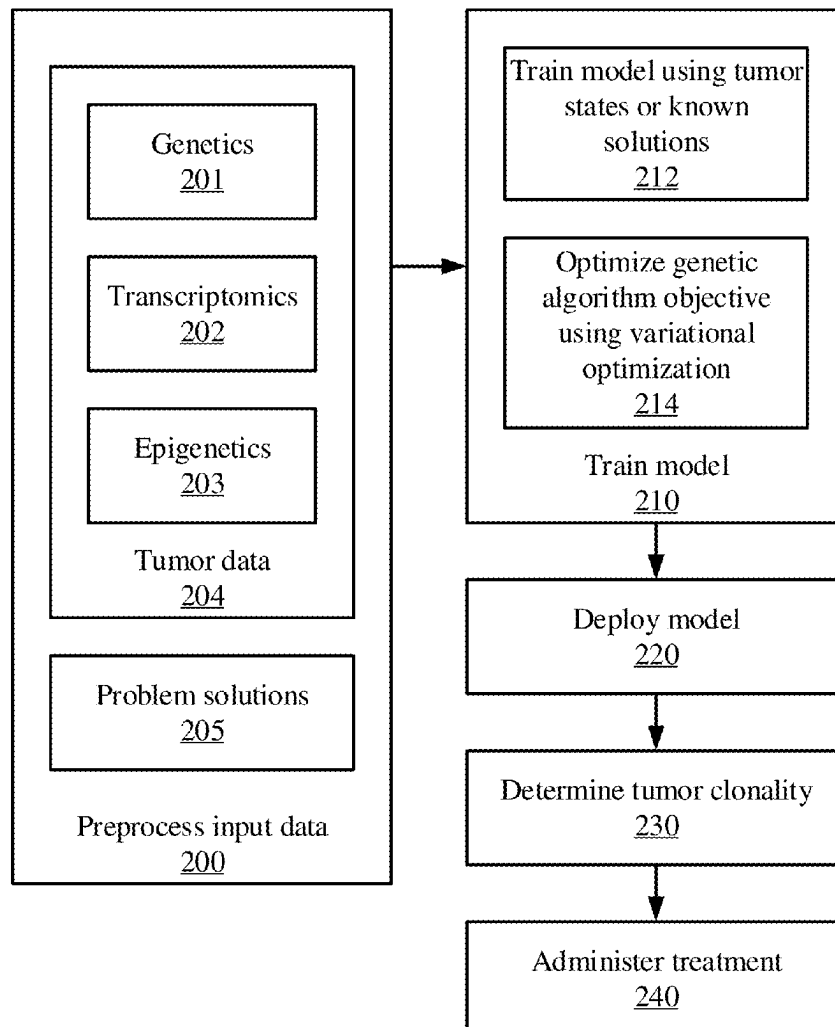 Genetics
201
Transcriptomics
202
Epigenetics
203
Tumor data
204
Problem solutions
205
Preprocess input data
200
Train model using tumor
states or known
solutions
212
Optimize genetic
algorithm objective
using variational
optimization
214
Train model
210
Deploy model
220
Determine tumor clonality
230
Administer treatment
240